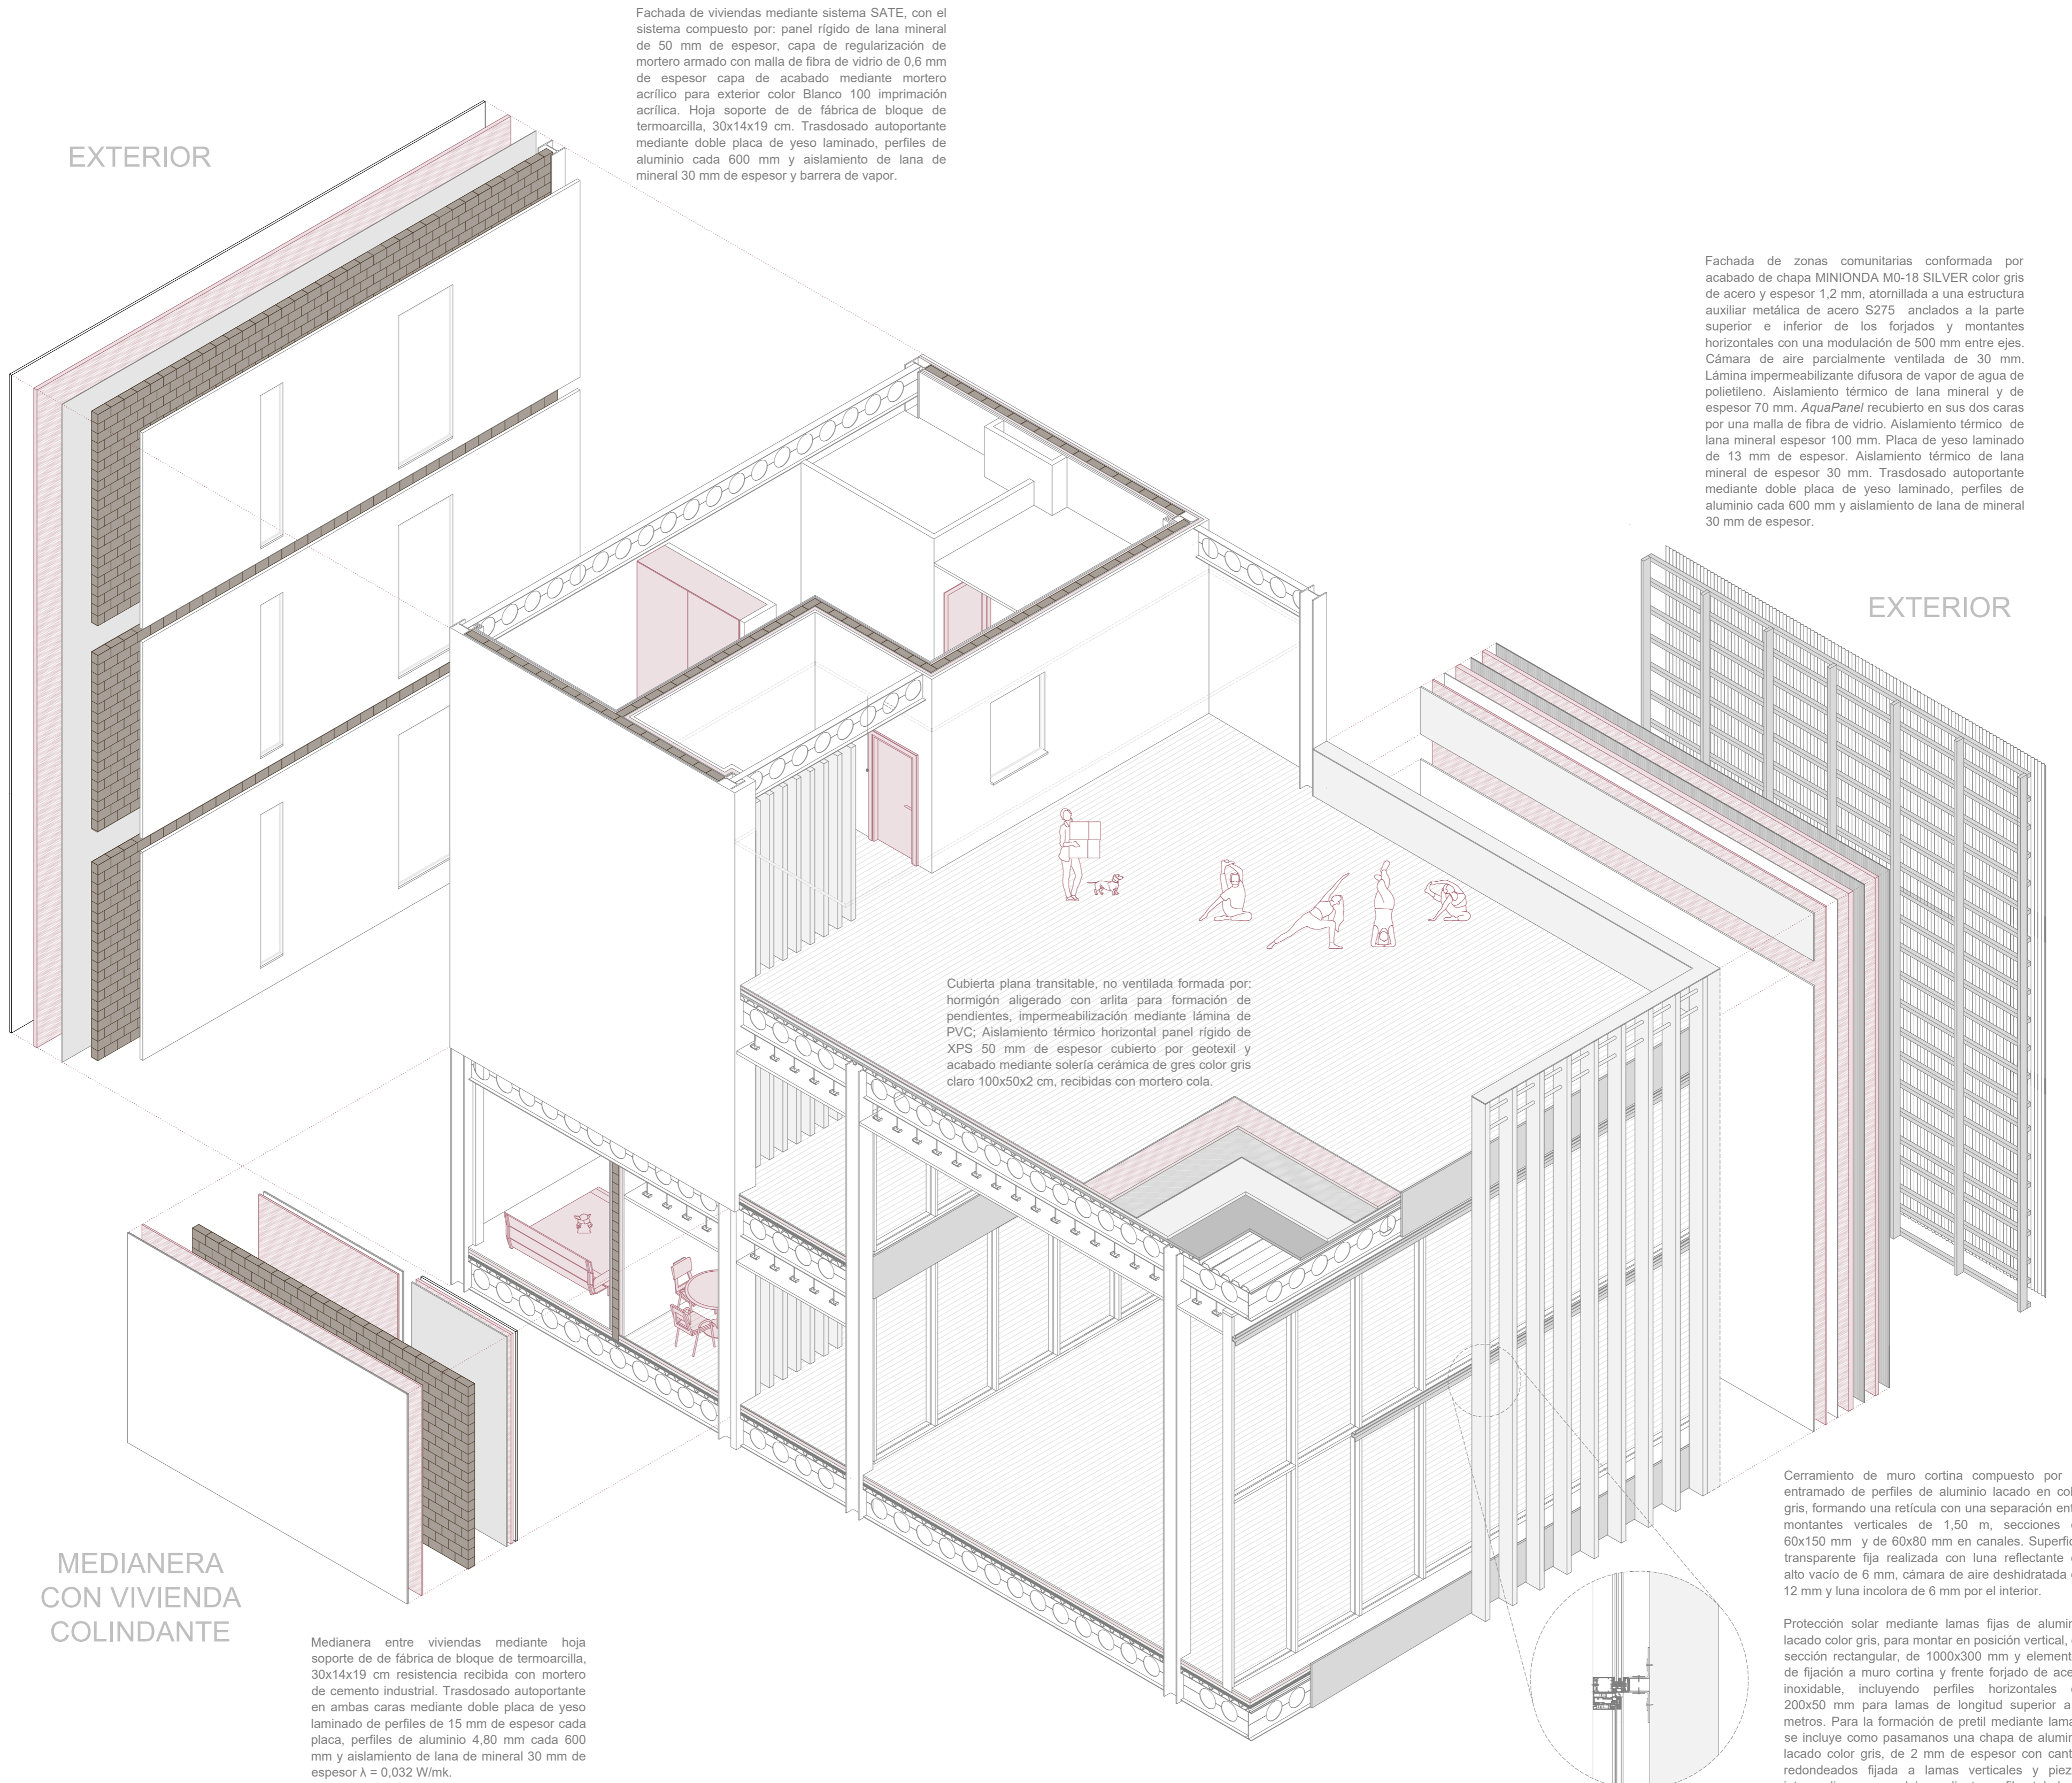 Fachada de viviendas mediante sistema SATE, con el
sistema compuesto por: panel rígido de lana mineral
de 50 mm de espesor, capa de regularización de
mortero armado con malla de fibra de vidrio de 0,6 mm
de espesor capa de acabado mediante mortero
acrílico para exterior color Blanco 100 imprimación
acrílica. Hoja soporte de de fábrica de bloque de
termoarcilla, 30x14x19 cm. Trasdosado autoportante
mediante doble placa de yeso laminado, perfiles de
aluminio cada 600 mm y aislamiento de lana de
mineral 30 mm de espesor y barrera de vapor.
EXTERIOR
Fachada de zonas comunitarias conformada por
acabado de chapa MINIONDA M0-18 SILVER color gris
de acero y espesor 1,2 mm, atornillada a una estructura
auxiliar metálica de acero S275 anclados a la parte
superior e inferior de los forjados y montantes
horizontales con una modulación de 500 mm entre ejes.
Cámara de aire parcialmente ventilada de 30 mm.
Lámina impermeabilizante difusora de vapor de agua de
polietileno. Aislamiento térmico de lana mineral y de
espesor 70 mm. AquaPanel recubierto en sus dos caras
por una malla de fibra de vidrio. Aislamiento térmico de
lana mineral espesor 100 mm. Placa de yeso laminado
de 13 mm de espesor. Aislamiento térmico de lana
mineral de espesor 30 mm. Trasdosado autoportante
mediante doble placa de yeso laminado, perfiles de
aluminio cada 600 mm y aislamiento de lana de mineral
30 mm de espesor.
EXTERIOR
Cubierta plana transitable, no ventilada formada por:
hormigón aligerado con arlita para formación de
pendientes, impermeabilización mediante lámina de
PVC; Aislamiento térmico horizontal panel rígido de
XPS 50 mm de espesor cubierto por geotexil y
acabado mediante solería cerámica de gres color gris
claro 100x50x2 cm, recibidas con mortero cola.
MEDIANERA
CON VIVIENDA
COLINDANTE
Medianera entre viviendas mediante hoja
soporte de de fábrica de bloque de termoarcilla,
30x14x19 cm resistencia recibida con mortero
de cemento industrial. Trasdosado autoportante
en ambas caras mediante doble placa de yeso
laminado de perfiles de 15 mm de espesor cada
placa, perfiles de aluminio 4,80 mm cada 600
mm y aislamiento de lana de mineral 30 mm de
espesor λ = 0,032 W/mk.
Cerramiento de muro cortina compuesto por
entramado de perfiles de aluminio lacado en
gris, formando una retícula con una separación
montantes verticales de 1,50 m, secciones
60x150 mm y de 60x80 mm en canales.
transparente fija realizada con luna reflectante
alto vacío de 6 mm, cámara de aire deshidratada
12 mm y luna incolora de 6 mm por el interior.
Protección solar mediante lamas fijas de
lacado color gris, para montar en posición vertical,
sección rectangular, de 1000x300 mm y
de fijación a muro cortina y frente forjado de
inoxidable, incluyendo perfiles horizontales
200x50 mm para lamas de longitud superior a
metros. Para la formación de pretil mediante
se incluye como pasamanos una chapa de
lacado color gris, de 2 mm de espesor con
redondeados fijada a lamas verticales y